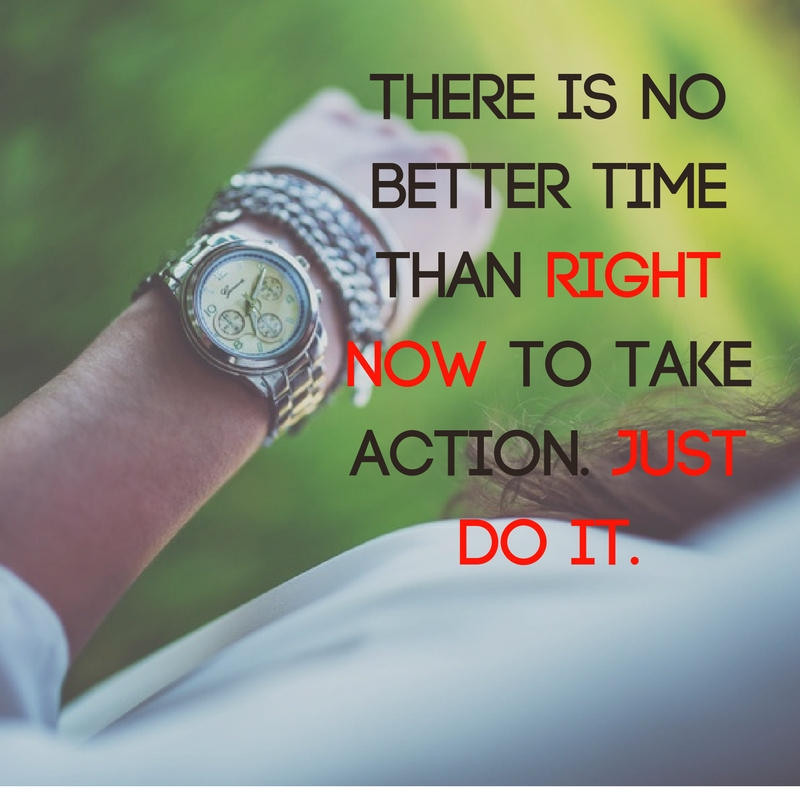 THERE IS NO
BETTER TIME
THAN RIGHT
NOW TO TAKE
ACTION. JUST
DO IT.